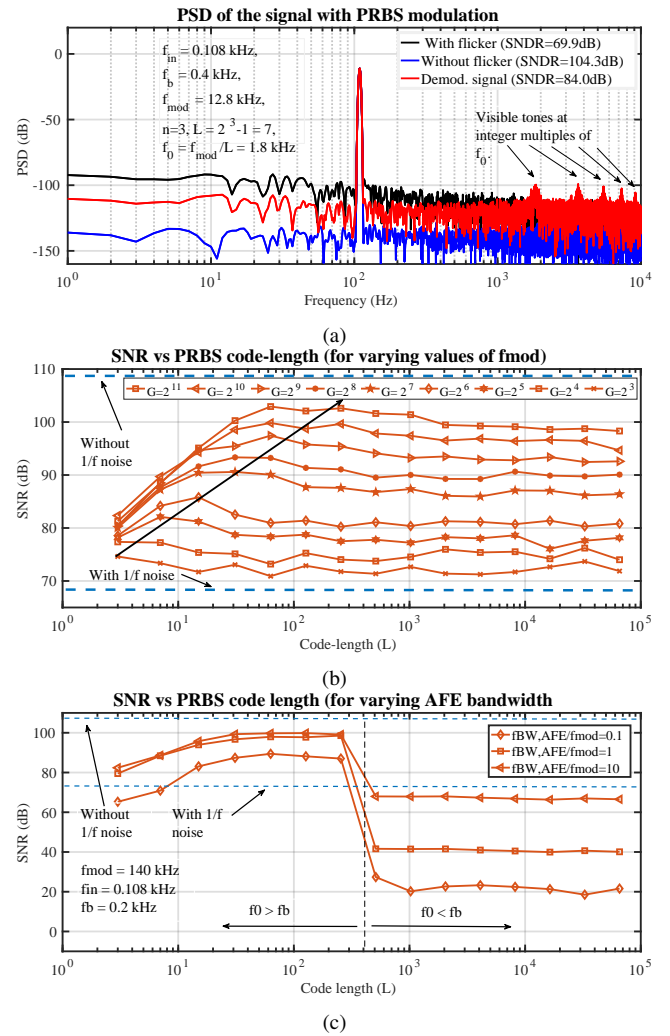 PSD of the signal with PRBS modulation
0
-50
-100
-150
PSD (dB)
f_in = 0.108 kHz,
f_b = 0.4 kHz,
f_mod = 12.8 kHz,
n=3, L = 2^3-1 = 7,
f_0 = f_mod/L = 1.8 kHz
With flicker (SNDR=69.9dB)
Without flicker (SNDR=104.3dB)
Demod. signal (SNDR=84.0dB)
Visible tones at
integer multiples of
f_0.
10^0 10^1 10^2 10^3 10^4
Frequency (Hz)
(a)
SNR vs PRBS code-length (for varying values of fmod)
110
100
90
80
70
60
SNR (dB)
G=2^11 G= 2^10 G=2^9 G=2^8 G= 2^7 G=2^6 G=2^5 G=2^4 G=2^3
Without
1/f noise
With 1/f noise
10^0 10^1 10^2 10^3 10^4 10^5
Code-length (L)
(b)
SNR vs PRBS code length (for varying AFE bandwidth
100
80
60
40
20
0
SNR (dB)
fBW,AFE/fmod=0.1
fBW,AFE/fmod=1
fBW,AFE/fmod=10
Without
1/f noise
With 1/f
noise
fmod = 140 kHz
fin = 0.108 kHz
fb = 0.2 kHz
f0 > fb
f0 < fb
10^0 10^1 10^2 10^3 10^4 10^5
Code length (L)
(c)